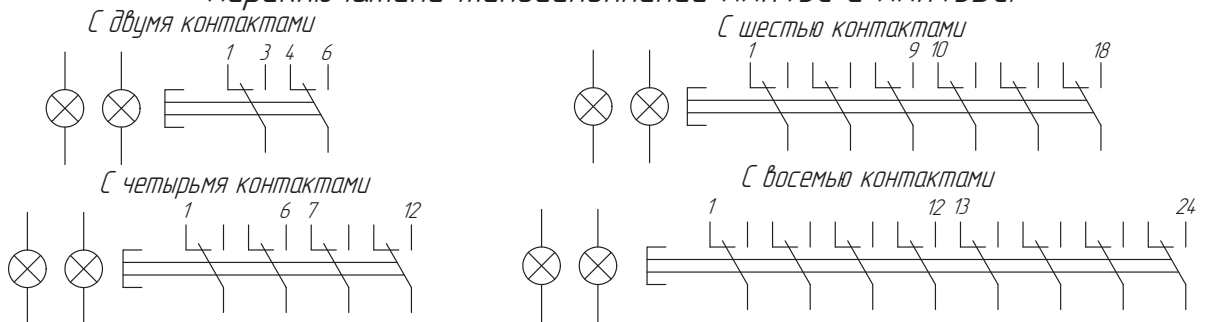 С двумя контактами
1 3 4 6
С шестью контактами
1 9 10 18
С четырьмя контактами
1 6 7 12
С восемью контактами
1 12 13 24